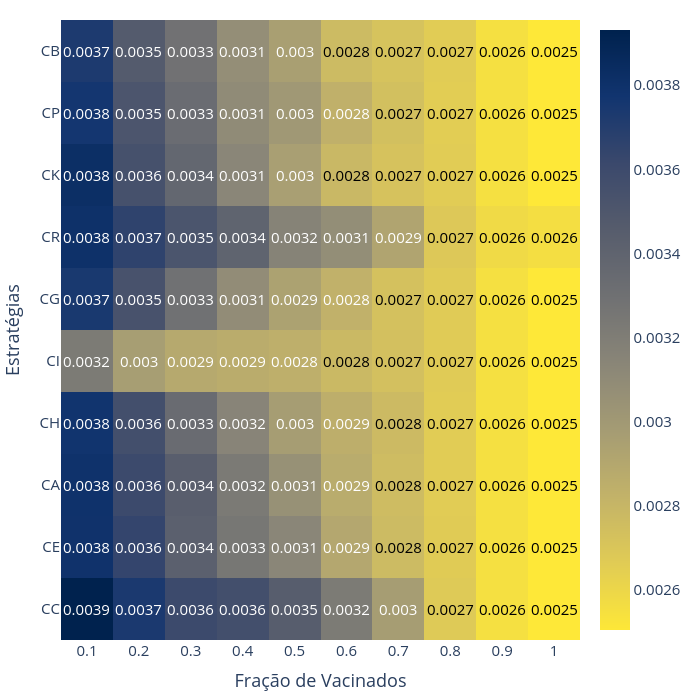 CB 0.0037 0.0035 0.0033 0.0031 0.003 0.0028 0.0027 0.0027 0.0026 0.0025
CP 0.0038 0.0035 0.0033 0.0031 0.003 0.0028 0.0027 0.0027 0.0026 0.0025
CK 0.0038 0.0036 0.0034 0.0031 0.003 0.0028 0.0027 0.0027 0.0026 0.0025
CR 0.0038 0.0037 0.0035 0.0034 0.0032 0.0031 0.0029 0.0027 0.0026 0.0026
CG 0.0037 0.0035 0.0033 0.0031 0.0029 0.0028 0.0027 0.0027 0.0026 0.0025
CI 0.0032 0.003 0.0029 0.0029 0.0028 0.0028 0.0027 0.0027 0.0026 0.0025
CH 0.0038 0.0036 0.0033 0.0032 0.003 0.0029 0.0028 0.0027 0.0026 0.0025
CA 0.0038 0.0036 0.0034 0.0032 0.0031 0.0029 0.0028 0.0027 0.0026 0.0025
CE 0.0038 0.0036 0.0034 0.0033 0.0031 0.0029 0.0028 0.0027 0.0026 0.0025
CC 0.0039 0.0037 0.0036 0.0036 0.0035 0.0032 0.003 0.0027 0.0026 0.0025
0.1 0.2 0.3 0.4 0.5 0.6 0.7 0.8 0.9 1
Fração de Vacinados
Estratégias
0.0038
0.0036
0.0034
0.0032
0.003
0.0028
0.0026